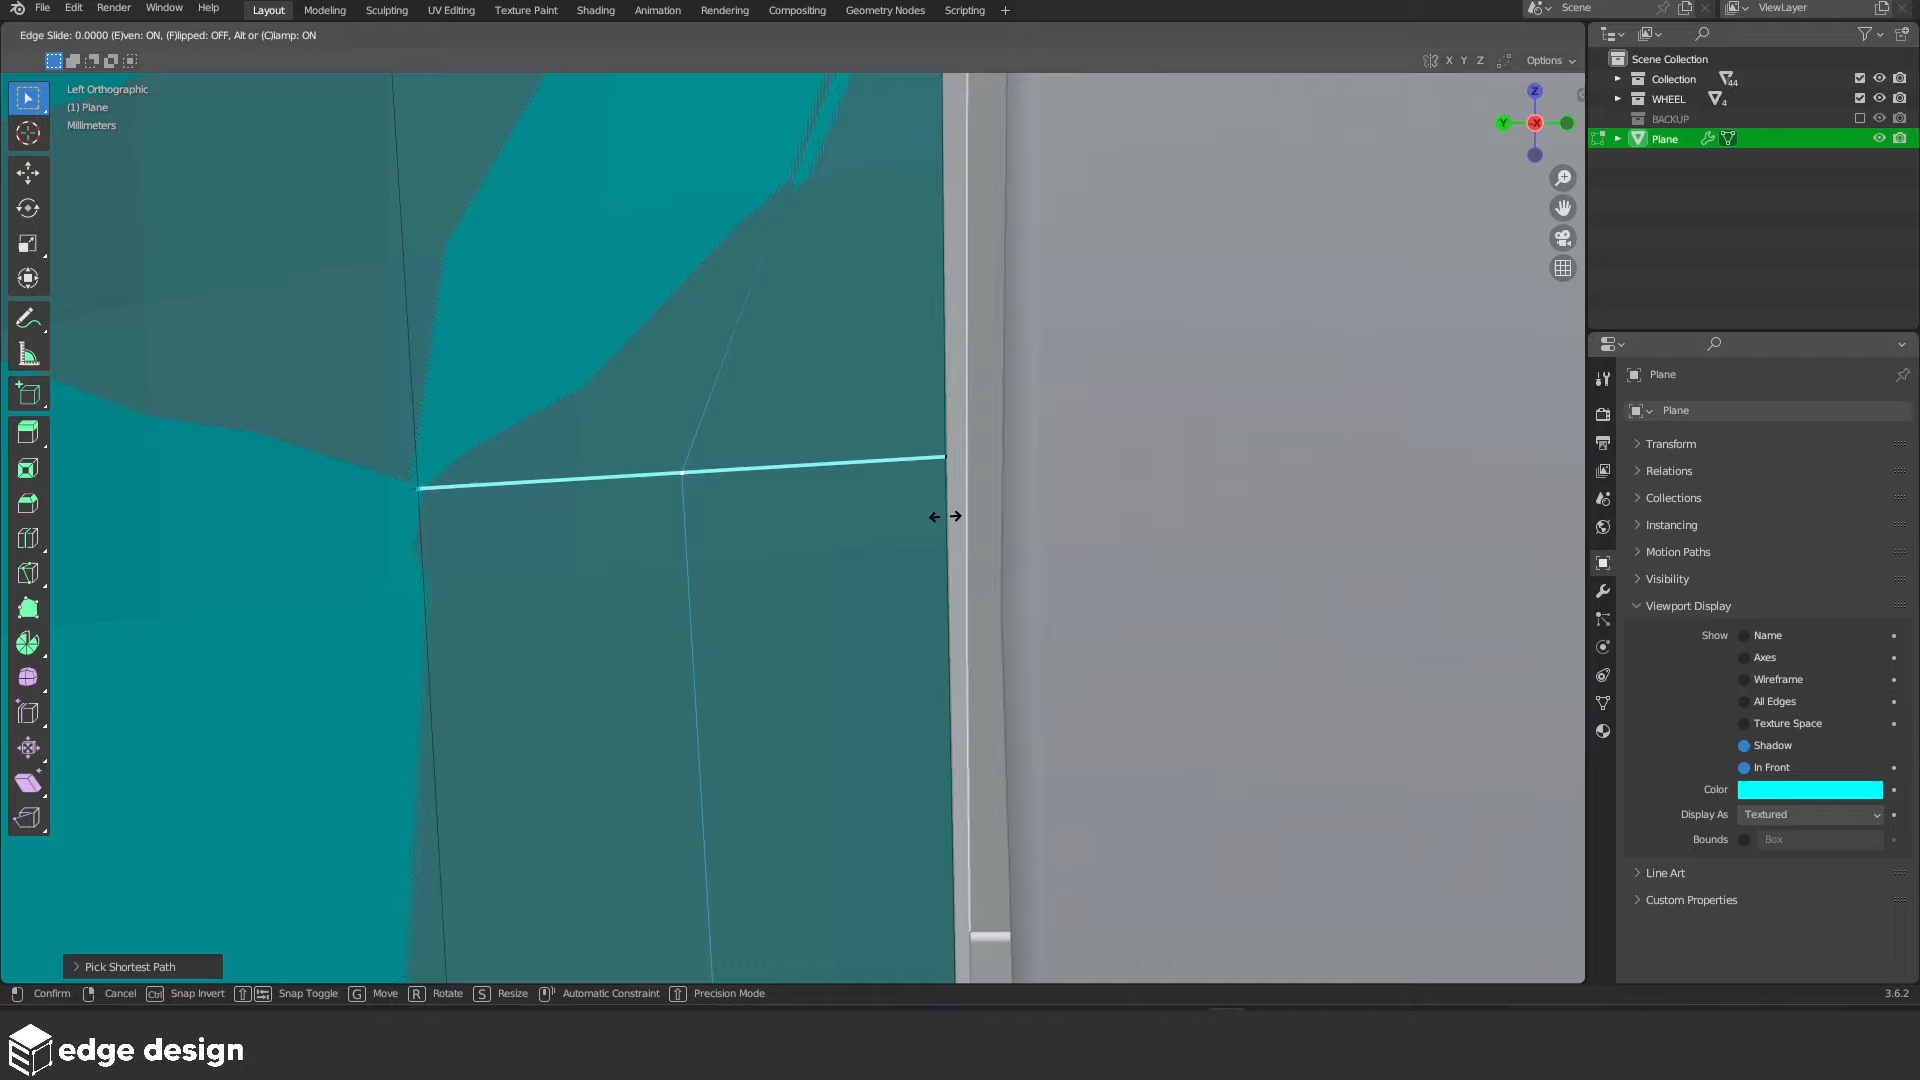 File Edit Render Window Help Layout Modeling Sculpting UV Editing Texture Paint Shading Animation Rendering Compositing Geometry Nodes Scripting + Scene ViewLayer
Edge Slide: 0.0000 (E)ven: ON, (F)lipped: OFF, Alt or (C)lamp: ON
X Y Z Options
Scene Collection
Left Orthographic
(1) Plane
Millimeters
Collection 44
WHEEL 4
BACKUP
Plane
Z
Y -X
Plane
Plane
Transform
Relations
Collections
Instancing
Motion Paths
Visibility
Viewport Display
Show Name
Axes
Wireframe
All Edges
Texture Space
Shadow
In Front
Color
Display As Textured
Bounds Box
Line Art
Custom Properties
Pick Shortest Path
Confirm Cancel Ctrl Snap Invert Snap Toggle G Move R Rotate S Resize Automatic Constraint Precision Mode 3.6.2
edge design